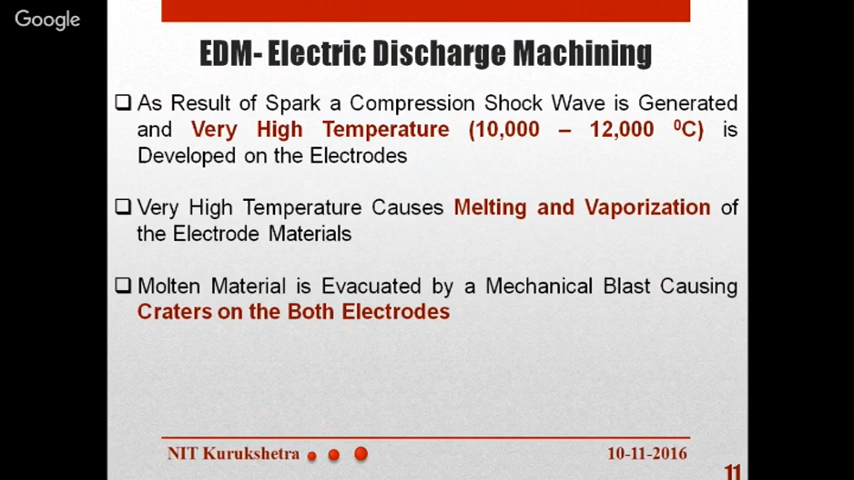 Google
EDM- Electric Discharge Machining
❑ As Result of Spark a Compression Shock Wave is Generated
and Very High Temperature (10,000 – 12,000 ⁰C) is
Developed on the Electrodes
❑ Very High Temperature Causes Melting and Vaporization of
the Electrode Materials
❑ Molten Material is Evacuated by a Mechanical Blast Causing
Craters on the Both Electrodes
NIT Kurukshetra
10-11-2016
11